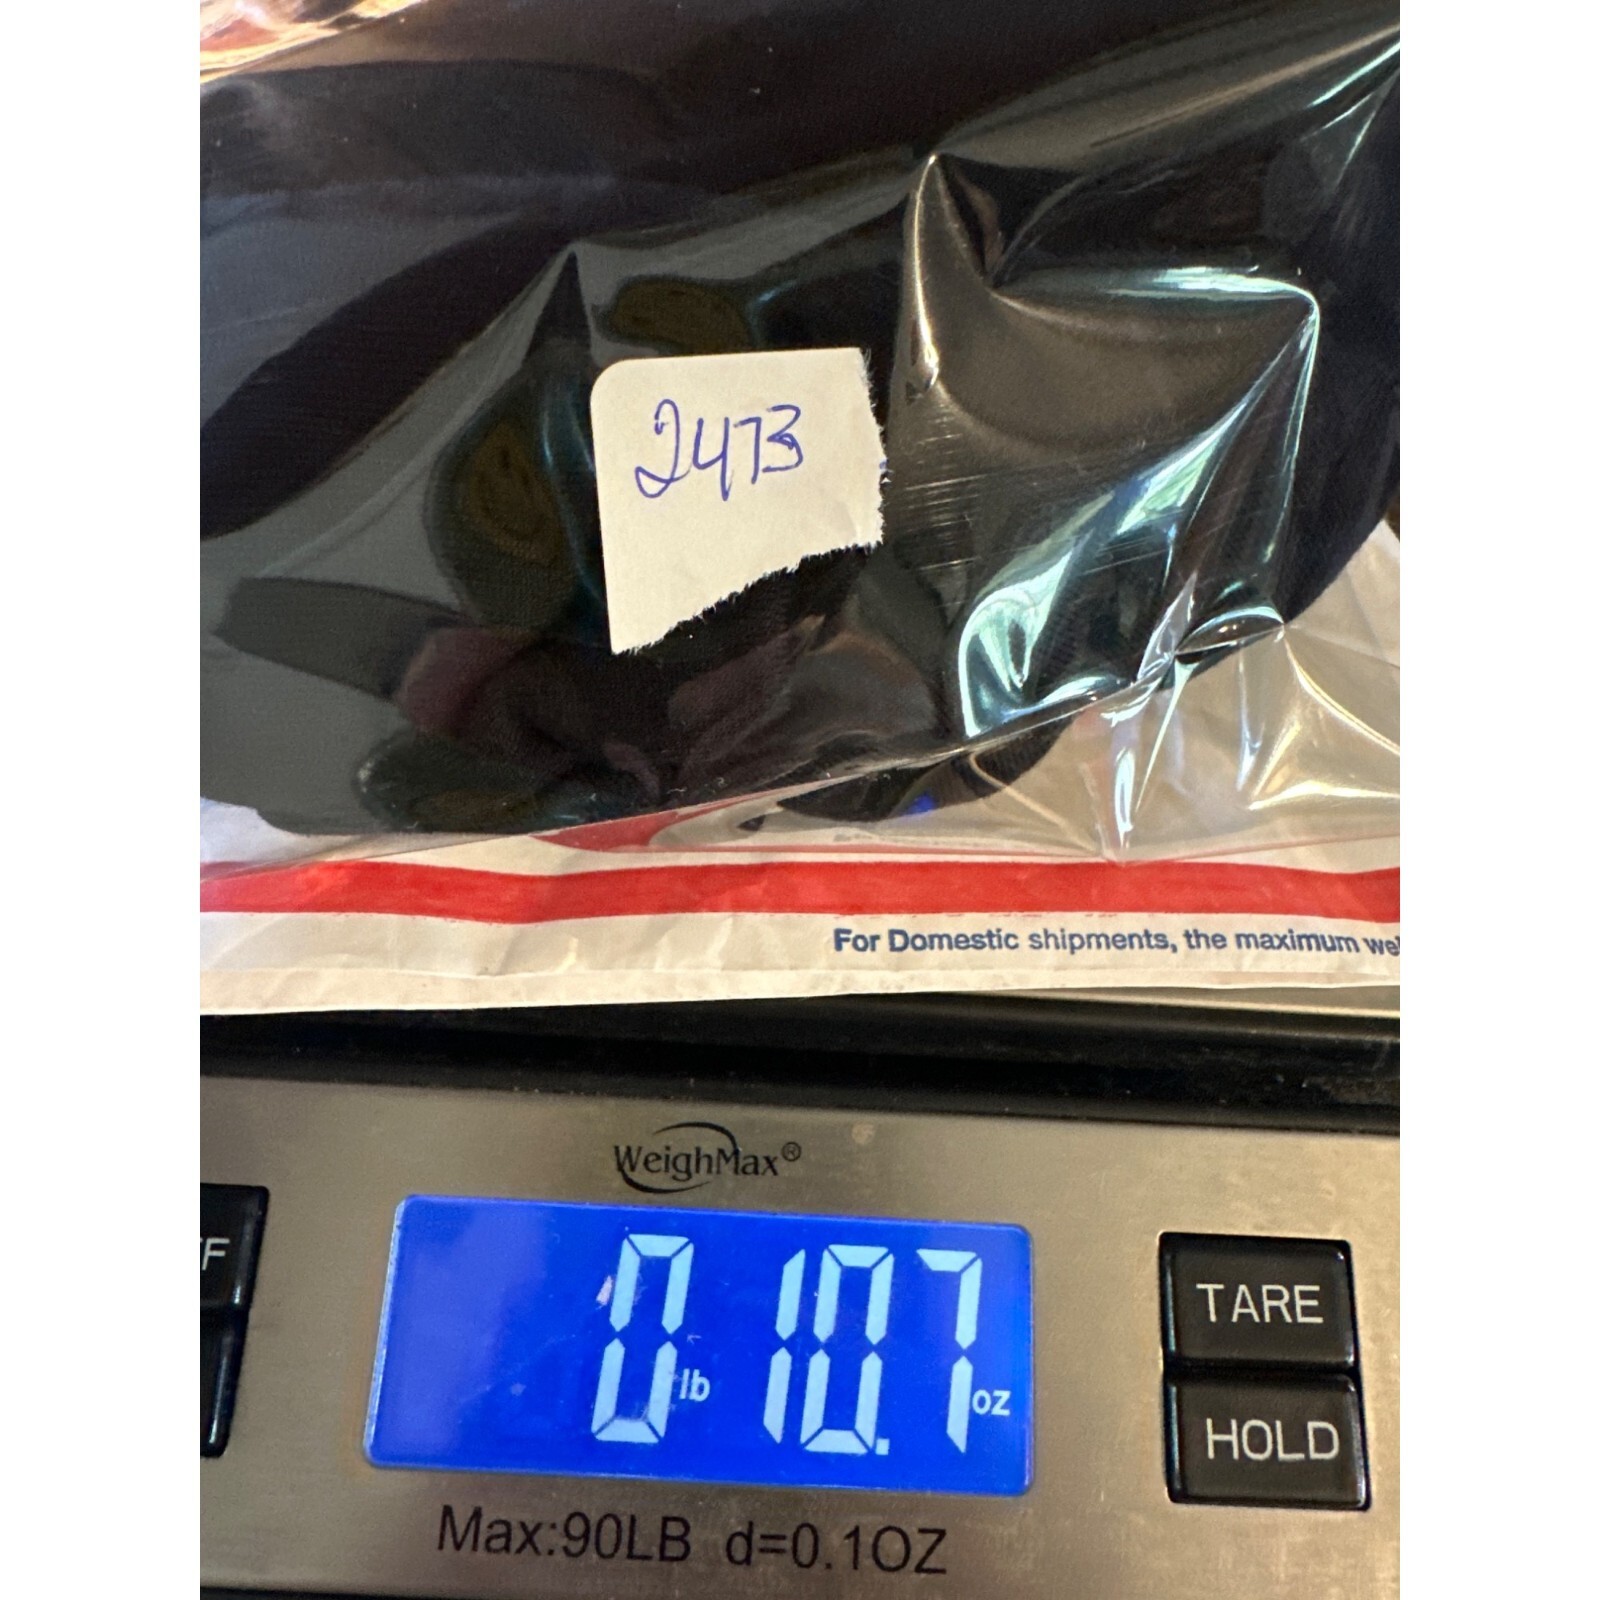 2473
For Domestic shipments, the maximum we
WeighMax®
FF
0 lb 10.7 oz
TARE
HOLD
Max:90LB d=0.1OZ